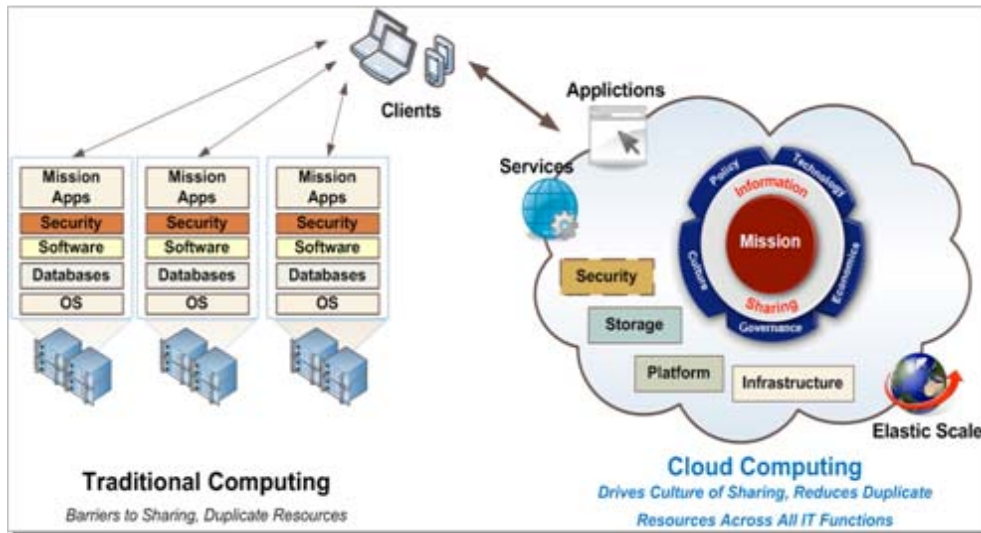 Clients
Mission
Apps
Security
Software
Databases
OS
Mission
Apps
Security
Software
Databases
OS
Mission
Apps
Security
Software
Databases
OS
Traditional Computing
Barriers to Sharing, Duplicate Resources
Applictions
Services
Policy
Technology
Information
Mission
Culture
Economics
Sharing
Governance
Security
Storage
Platform
Infrastructure
Elastic Scale
Cloud Computing
Drives Culture of Sharing, Reduces Duplicate
Resources Across All IT Functions